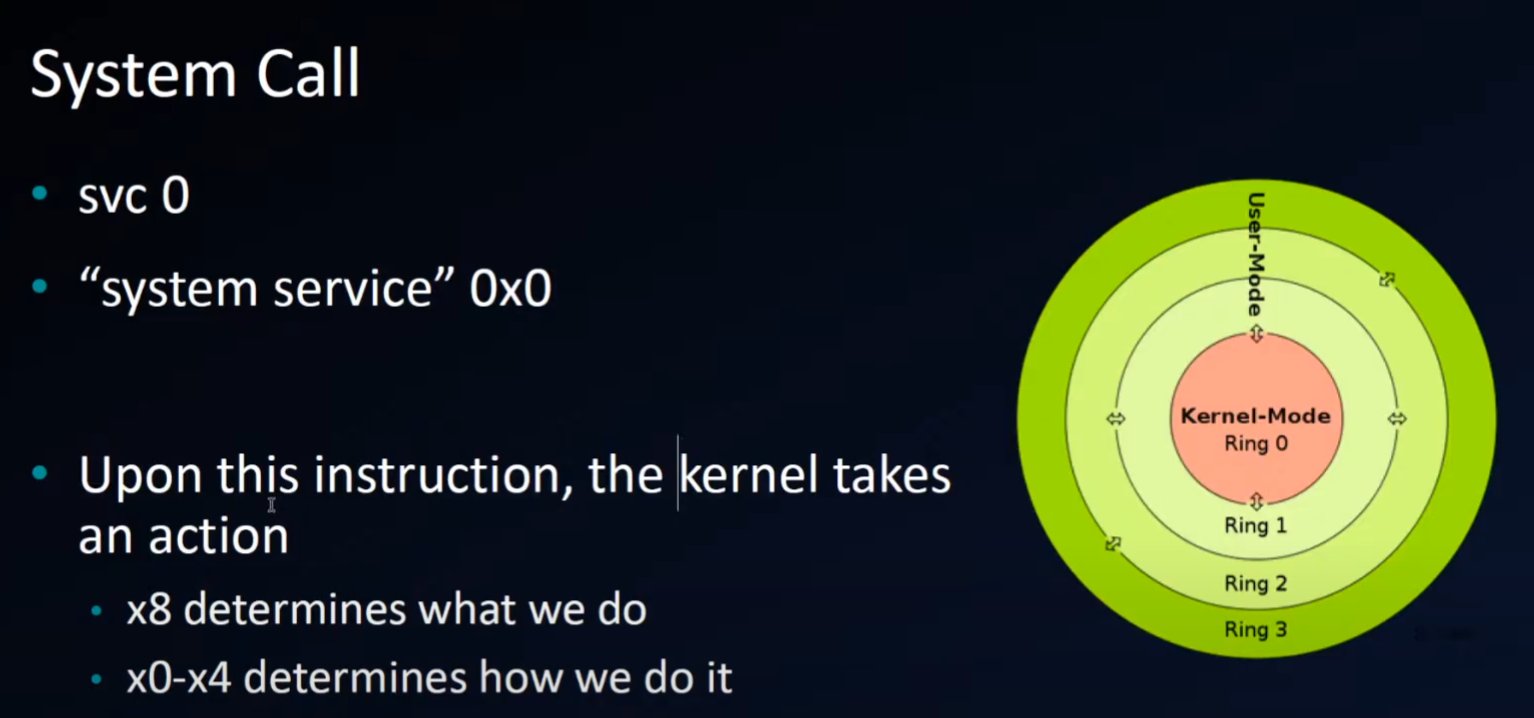 System Call
• svc 0
• “system service” 0x0
• Upon this instruction, the kernel takes
an action
• x8 determines what we do
• x0-x4 determines how we do it
User-Mode
Kernel-Mode
Ring 0
Ring 1
Ring 2
Ring 3